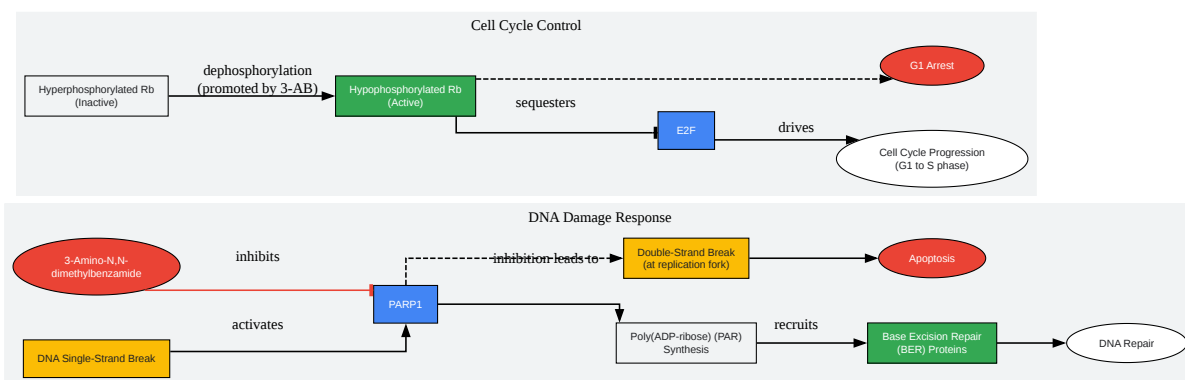 Cell Cycle Control
dephosphorylation
(promoted by 3-AB)
Hyperphosphorylated Rb
(Inactive)
Hypophosphorylated Rb
(Active)
sequesters
E2F
drives
G1 Arrest
Cell Cycle Progression
(G1 to S phase)
DNA Damage Response
3-Amino-N,N-
dimethylbenzamide
inhibits
inhibition leads to
Double-Strand Break
(at replication fork)
Apoptosis
PARP1
activates
DNA Single-Strand Break
Poly(ADP-ribose) (PAR)
Synthesis
recruits
Base Excision Repair
(BER) Proteins
DNA Repair